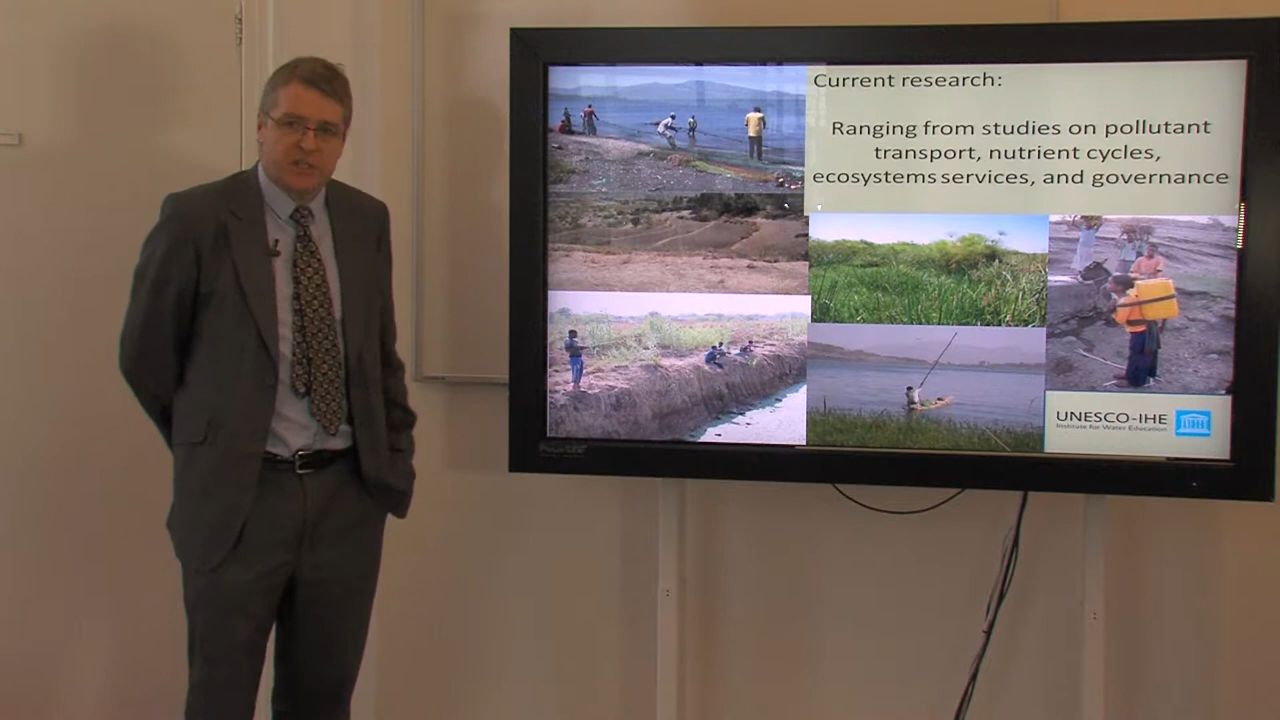 Current research:
Ranging from studies on pollutant
transport, nutrient cycles,
ecosystems services, and governance
UNESCO-IHE
Institute for Water Education